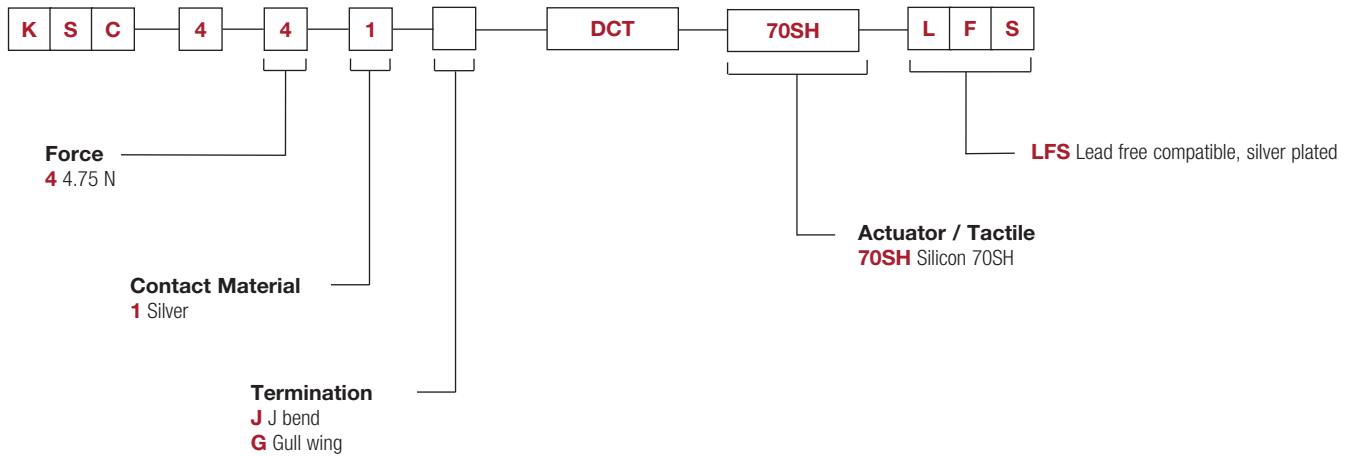 K S C 4 4 1 DCT 70SH L F S
Force
4 4.75 N
LFS Lead free compatible, silver plated
Actuator / Tactile
70SH Silicon 70SH
Contact Material
1 Silver
Termination
J J bend
G Gull wing